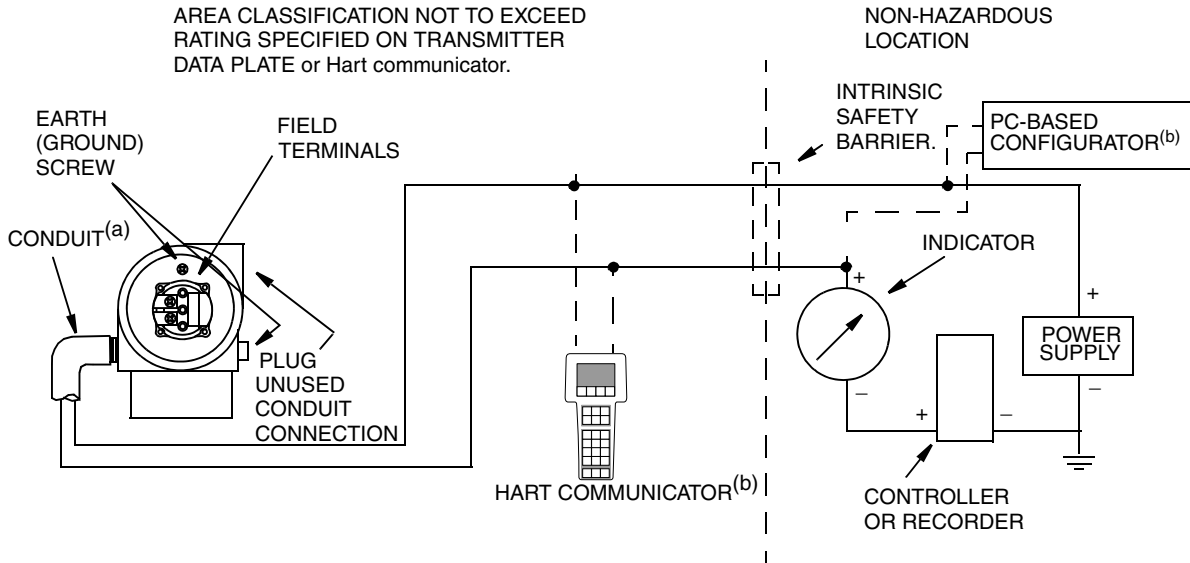 AREA CLASSIFICATION NOT TO EXCEED
RATING SPECIFIED ON TRANSMITTER
DATA PLATE or Hart communicator.
NON-HAZARDOUS
LOCATION
INTRINSIC
SAFETY
BARRIER.
PC-BASED
CONFIGURATOR(b)
EARTH
(GROUND)
SCREW
FIELD
TERMINALS
CONDUIT(a)
INDICATOR
+
+
POWER
SUPPLY
PLUG
UNUSED
CONDUIT
CONNECTION
–
–
+
–
HART COMMUNICATOR(b)
CONTROLLER
OR RECORDER